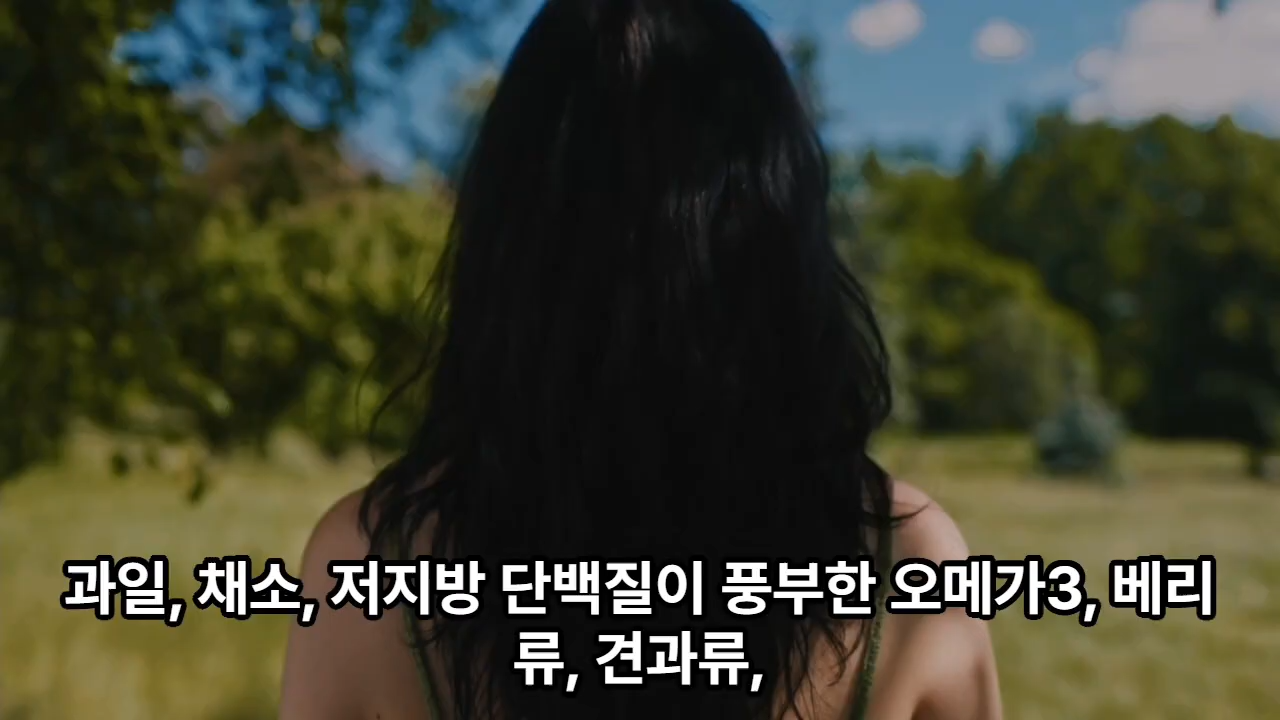 과일, 채소, 저지방 단백질이 풍부한 오메가3, 베리
류, 견과류,